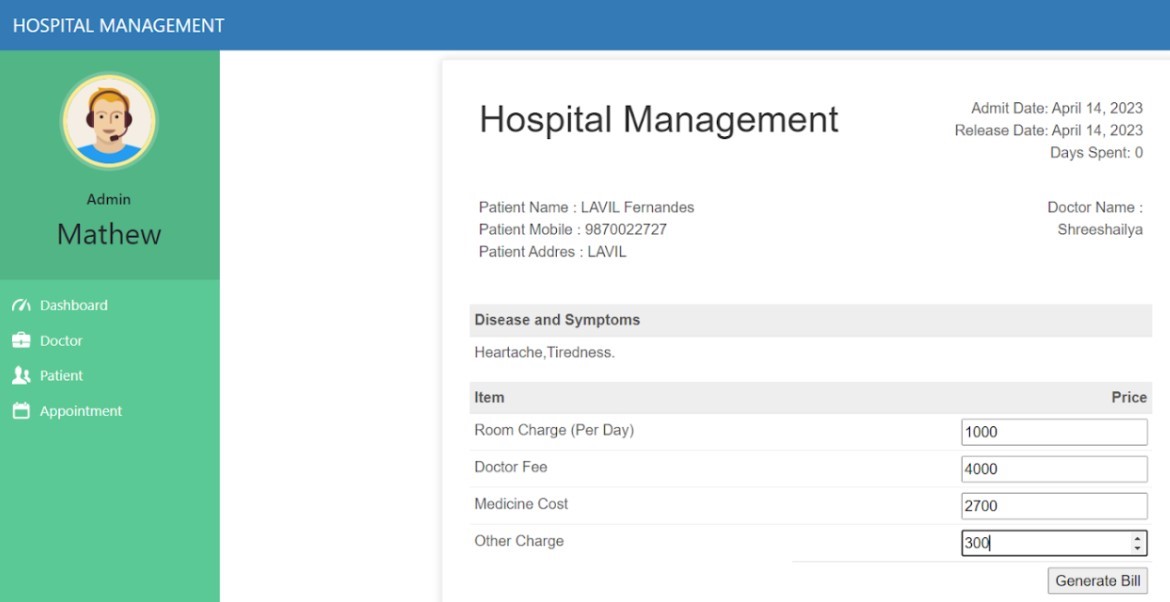 HOSPITAL MANAGEMENT
Admin
Mathew
Dashboard
Doctor
Patient
Appointment
Hospital Management
Admit Date: April 14, 2023
Release Date: April 14, 2023
Days Spent: 0
Patient Name : LAVIL Fernandes
Patient Mobile : 9870022727
Patient Addres : LAVIL
Doctor Name :
Shreeshailya
Disease and Symptoms
Heartache,Tiredness.
Item Price
Room Charge (Per Day) 1000
Doctor Fee 4000
Medicine Cost 2700
Other Charge 300
Generate Bill